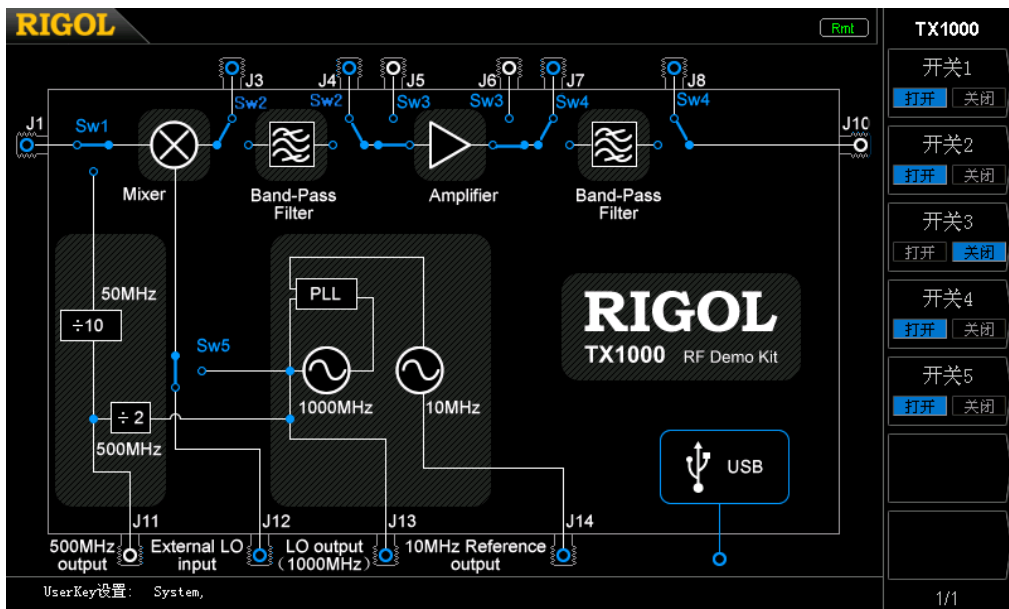 RIGOL
Rmt
TX1000
开关1
打开 关闭
开关2
打开 关闭
开关3
打开 关闭
开关4
打开 关闭
开关5
打开 关闭
J3 J4 J5 J6 J7 J8
Sw2 Sw2 Sw3 Sw3 Sw4 Sw4
J1
Sw1
J10
Mixer
Band-Pass
Filter
Amplifier
Band-Pass
Filter
50MHz
÷10
PLL
Sw5
1000MHz
10MHz
÷ 2
500MHz
RIGOL
TX1000 RF Demo Kit
USB
J11 J12 J13 J14
500MHz
output
External LO
input
LO output
(1000MHz)
10MHz Reference
output
UserKey设置: System,
1/1